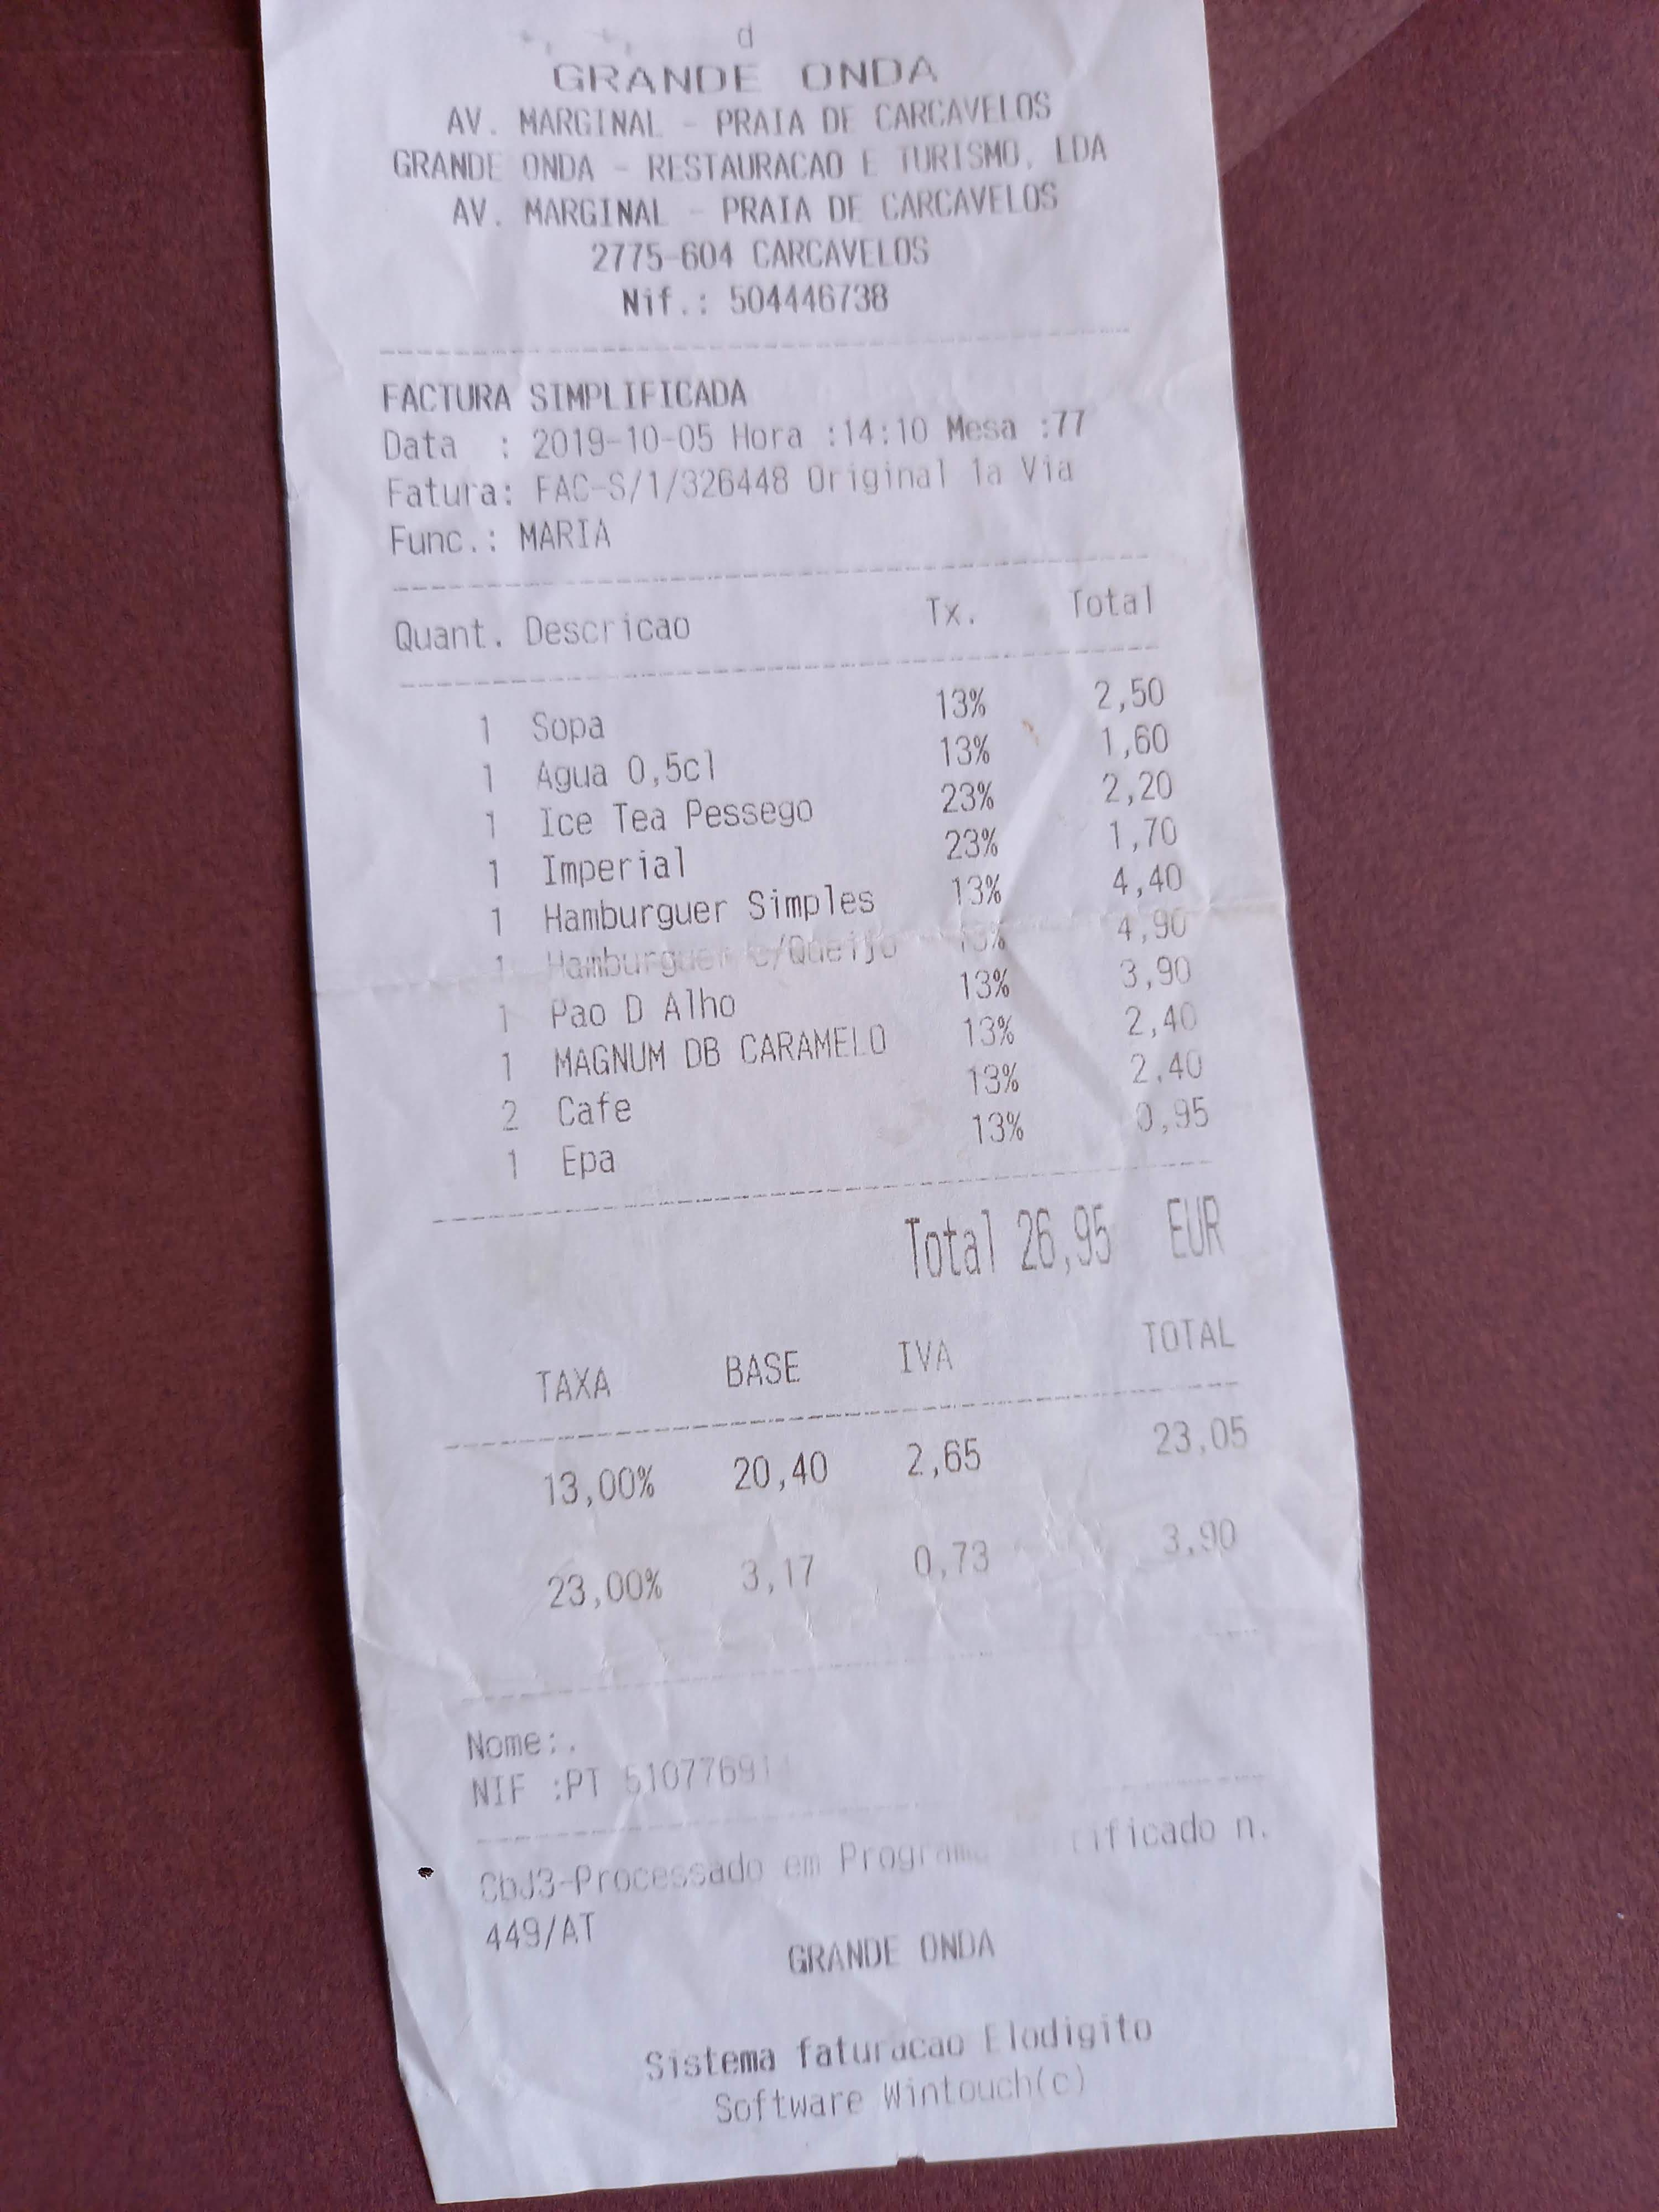 GRANDE ONDA
AV. MARGINAL - PRAIA DE CARCAVELOS
GRANDE ONDA - RESTAURACAO E TURISMO, LDA
AV. MARGINAL - PRAIA DE CARCAVELOS
2775-604 CARCAVELOS
Nif.: 504446738
FACTURA SIMPLIFICADA
Data : 2019-10-05 Hora :14:10 Mesa :77
Fatura: FAC-S/1/326448 Original 1a Via
Func.: MARIA
Quant. Descricao Tx. Total
1 Sopa 13% 2,50
1 Agua 0,5cl 13% 1,60
1 Ice Tea Pessego 23% 2,20
1 Imperial 23% 1,70
1 Hamburguer Simples 13% 4,40
1 Hamburguer c/Queijo 13% 4,90
1 Pao D Alho 13% 3,90
1 MAGNUM DB CARAMELO 13% 2,40
2 Cafe 13% 2,40
1 Epa 13% 0,95
Total 26,95 EUR
TAXA BASE IVA TOTAL
13,00% 20,40 2,65 23,05
23,00% 3,17 0,73 3,90
Nome:.
NIF :PT
CbJ3-Processado em Programa n.
449/AT
GRANDE ONDA
Sistema faturacao Elodigito
Software Wintouch(c)